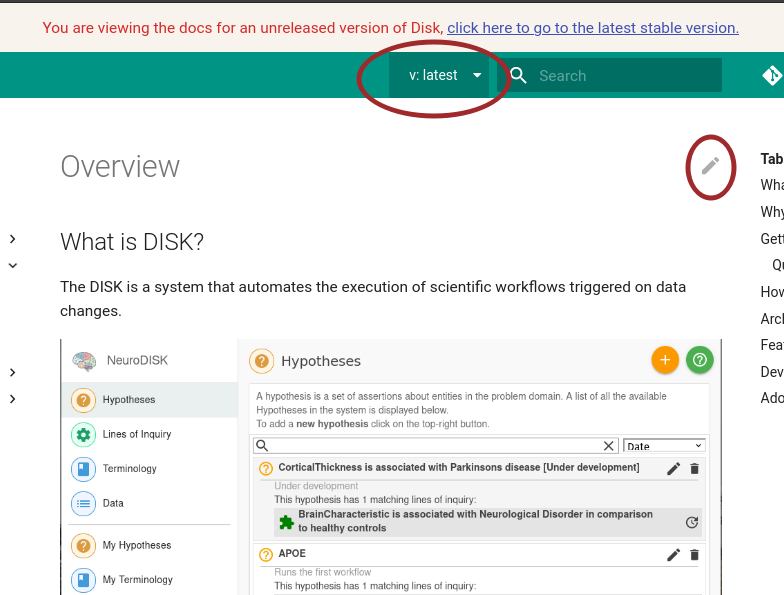 You are viewing the docs for an unreleased version of Disk, click here to go to the latest stable version.
v: latest
Search
Overview
Tab
Wha
Why
Gett
Qu
How
Arch
Feat
Dev
Ado
What is DISK?
The DISK is a system that automates the execution of scientific workflows triggered on data
changes.
NeuroDISK
Hypotheses
Lines of Inquiry
Terminology
Data
My Hypotheses
My Terminology
Hypotheses
A hypothesis is a set of assertions about entities in the problem domain. A list of all the available
Hypotheses in the system is displayed below.
To add a new hypothesis click on the top-right button.
Date
CorticalThickness is associated with Parkinsons disease [Under development]
Under development
This hypothesis has 1 matching lines of inquiry:
BrainCharacteristic is associated with Neurological Disorder in comparison
to healthy controls
APOE
Runs the first workflow
This hypothesis has 1 matching lines of inquiry: